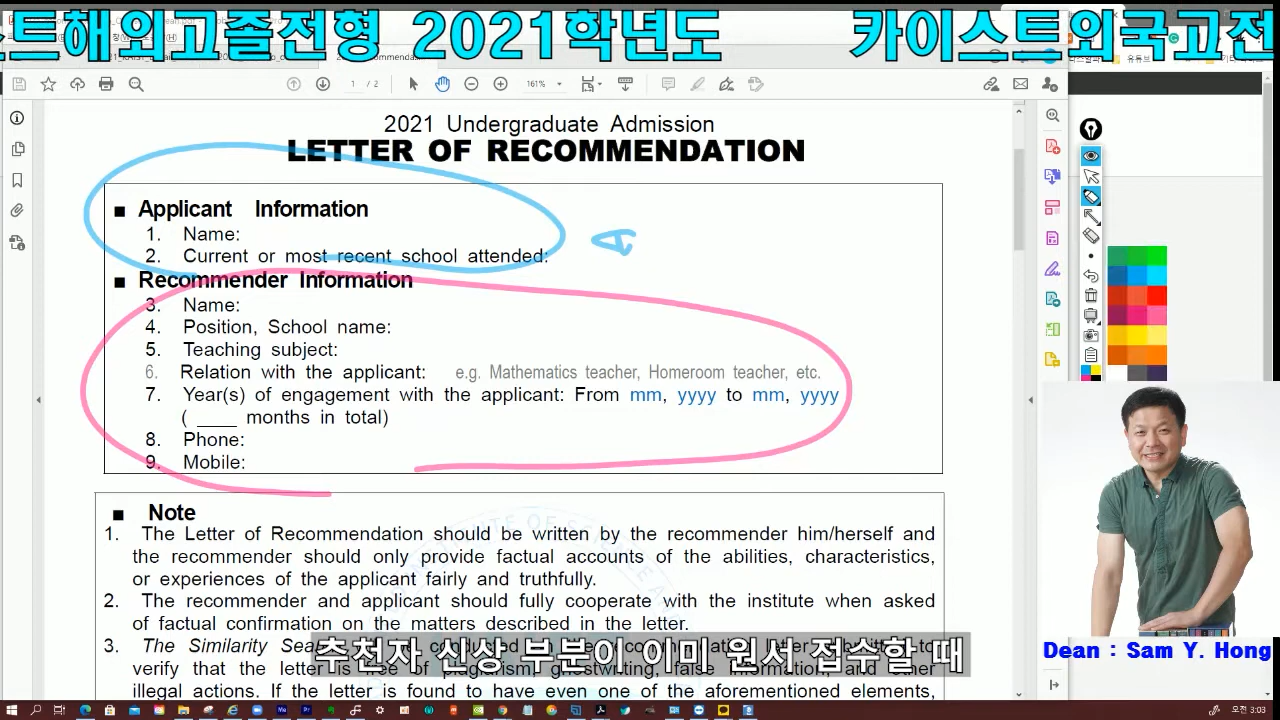 스트해외고졸전형 2021학년도 카이스트외국고전
1 / 2
161%
2021 Undergraduate Admission
LETTER OF RECOMMENDATION
■ Applicant Information
1. Name:
2. Current or most recent school attended:
A
■ Recommender Information
3. Name:
4. Position, School name:
5. Teaching subject:
6. Relation with the applicant: e.g. Mathematics teacher, Homeroom teacher, etc.
7. Year(s) of engagement with the applicant: From mm, yyyy to mm, yyyy
( ____ months in total)
8. Phone:
9. Mobile:
■ Note
1. The Letter of Recommendation should be written by the recommender him/herself and
the recommender should only provide factual accounts of the abilities, characteristics,
or experiences of the applicant fairly and truthfully.
2. The recommender and applicant should fully cooperate with the institute when asked
of factual confirmation on the matters described in the letter.
3. The Similarity
verify that the letter is free of plagiarism, ghostwriting, false information, and other
illegal actions. If the letter is found to have even one of the aforementioned elements,
추천자 신상 부분이 이미 원서 접수할 때
Dean : Sam Y. Hong
오전 3:03